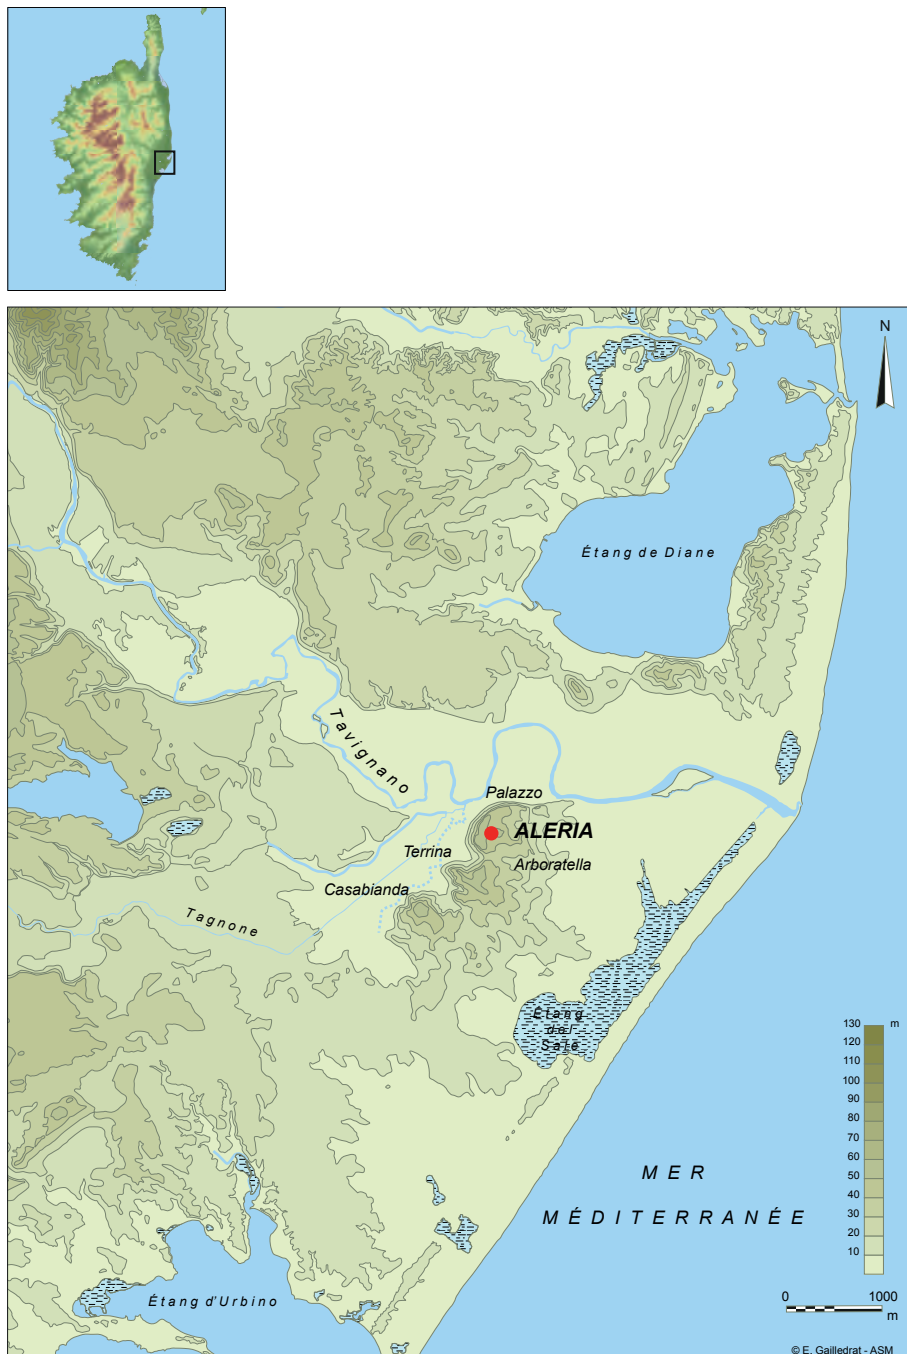 N
Étang de Diane
Tavignano
Palazzo
ALERIA
Terrina
Arboratella
Casabianda
Tagnone
Étang
del
Sale
130 m
120
110
100
90
80
70
60
50
40
30
20
10
MER
MÉDITERRANÉE
Étang d'Urbino
0 1000
m
© E. Gailledrat - ASM